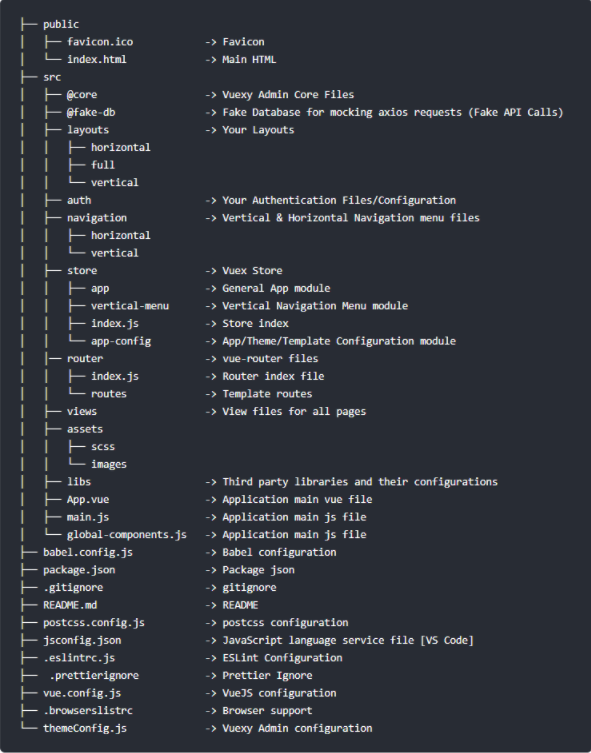 ├── public
│   ├── favicon.ico            -> Favicon
│   └── index.html             -> Main HTML
├── src
│   ├── @core                  -> Vuexy Admin Core Files
│   ├── @fake-db               -> Fake Database for mocking axios requests (Fake API Calls)
│   ├── layouts                -> Your Layouts
│   │   ├── horizontal
│   │   ├── full
│   │   └── vertical
│   ├── auth                   -> Your Authentication Files/Configuration
│   ├── navigation             -> Vertical & Horizontal Navigation menu files
│   │   ├── horizontal
│   │   └── vertical
│   ├── store                  -> Vuex Store
│   │   ├── app                -> General App module
│   │   ├── vertical-menu      -> Vertical Navigation Menu module
│   │   ├── index.js           -> Store index
│   │   └── app-config         -> App/Theme/Template Configuration module
│   |── router                 -> vue-router files
│   │   ├── index.js           -> Router index file
│   │   └── routes             -> Template routes
│   ├── views                  -> View files for all pages
│   ├── assets
│   │   ├── scss
│   │   └── images
│   ├── libs                   -> Third party libraries and their configurations
│   ├── App.vue                -> Application main vue file
│   ├── main.js                -> Application main js file
│   └── global-components.js   -> Application main js file
├── babel.config.js            -> Babel configuration
├── package.json               -> Package json
├── .gitignore                 -> gitignore
├── README.md                  -> README
├── postcss.config.js          -> postcss configuration
├── jsconfig.json              -> JavaScript language service file [VS Code]
├── .eslintrc.js               -> ESLint Configuration
├──  .prettierignore           -> Prettier Ignore
├── vue.config.js              -> VueJS configuration
├── .browserslistrc            -> Browser support
└── themeConfig.js             -> Vuexy Admin configuration